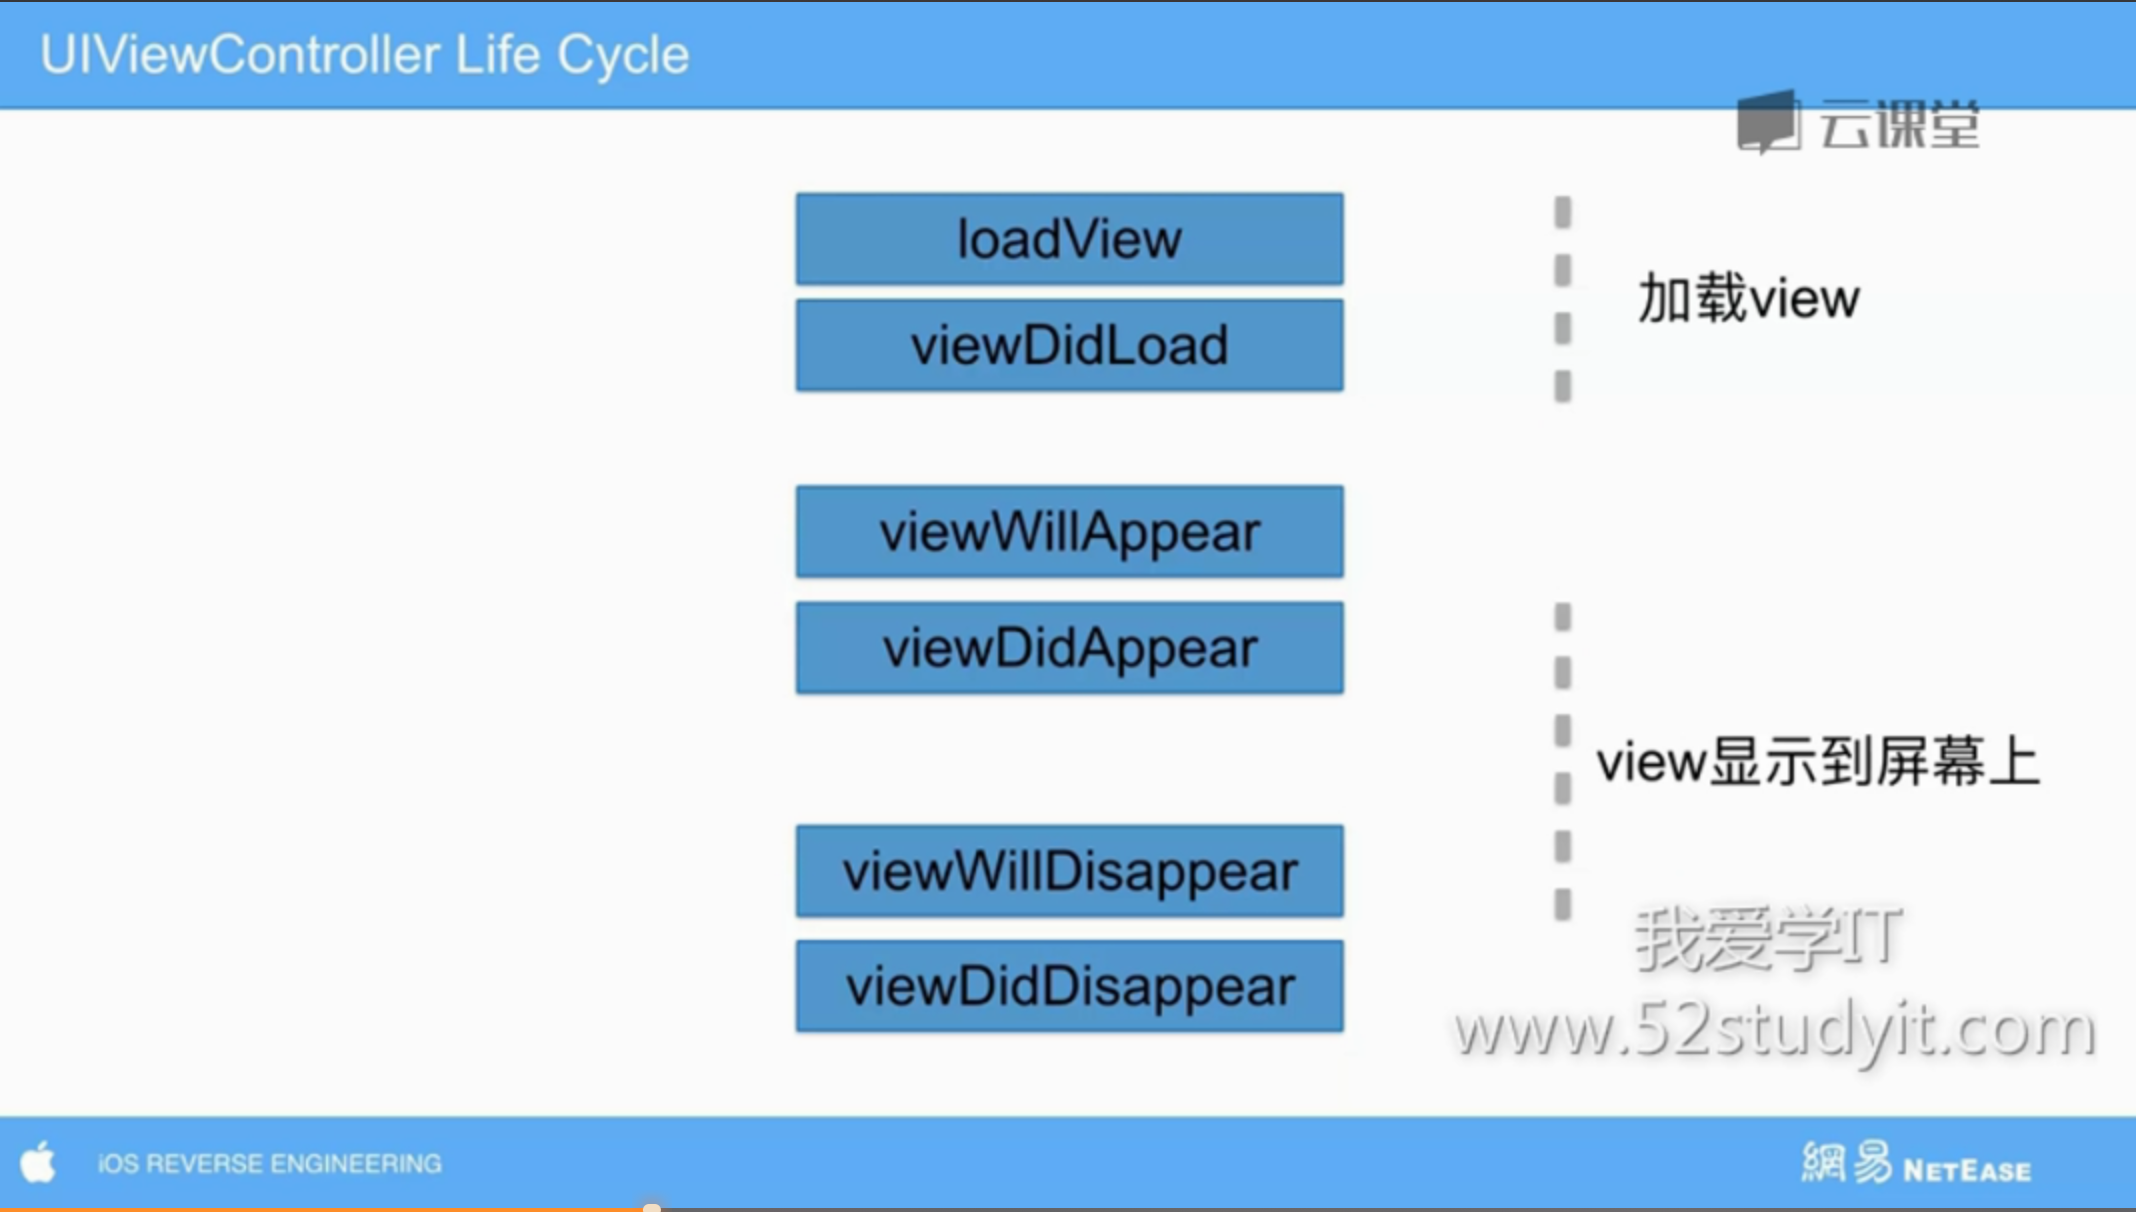 UIViewController Life Cycle
云课堂
loadView
加载view
viewDidLoad
viewWillAppear
viewDidAppear
view显示到屏幕上
viewWillDisappear
我爱学IT
viewDidDisappear
www.52studyit.com
iOS REVERSE ENGINEERING
網易 NETEASE